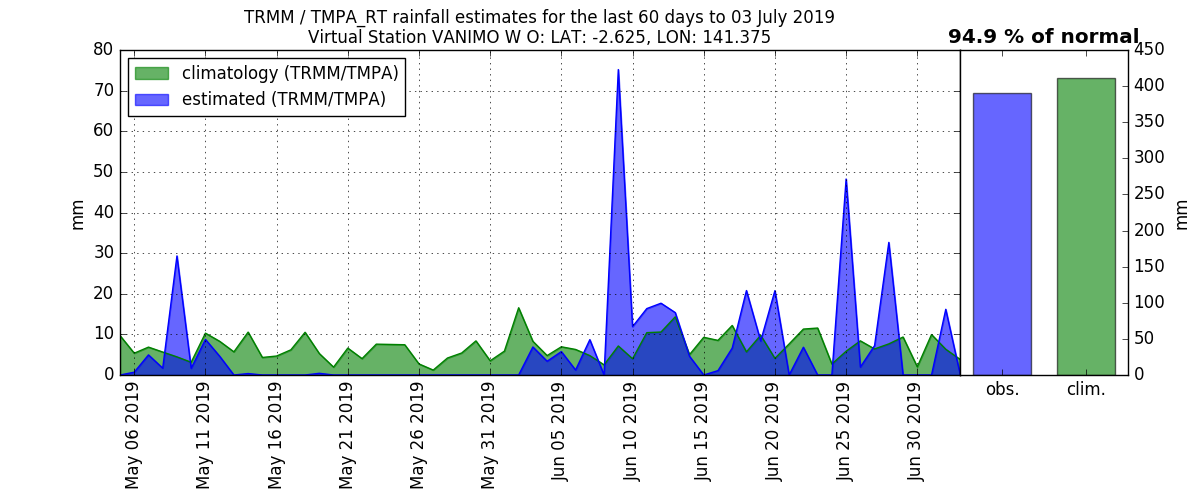 TRMM / TMPA_RT rainfall estimates for the last 60 days to 03 July 2019
Virtual Station VANIMO W O: LAT: -2.625, LON: 141.375
94.9 % of normal
climatology (TRMM/TMPA)
estimated (TRMM/TMPA)
80
70
60
50
40
30
20
10
0
mm
May 06 2019
May 11 2019
May 16 2019
May 21 2019
May 26 2019
May 31 2019
Jun 05 2019
Jun 10 2019
Jun 15 2019
Jun 20 2019
Jun 25 2019
Jun 30 2019
obs.
clim.
450
400
350
300
250
200
150
100
50
0
mm